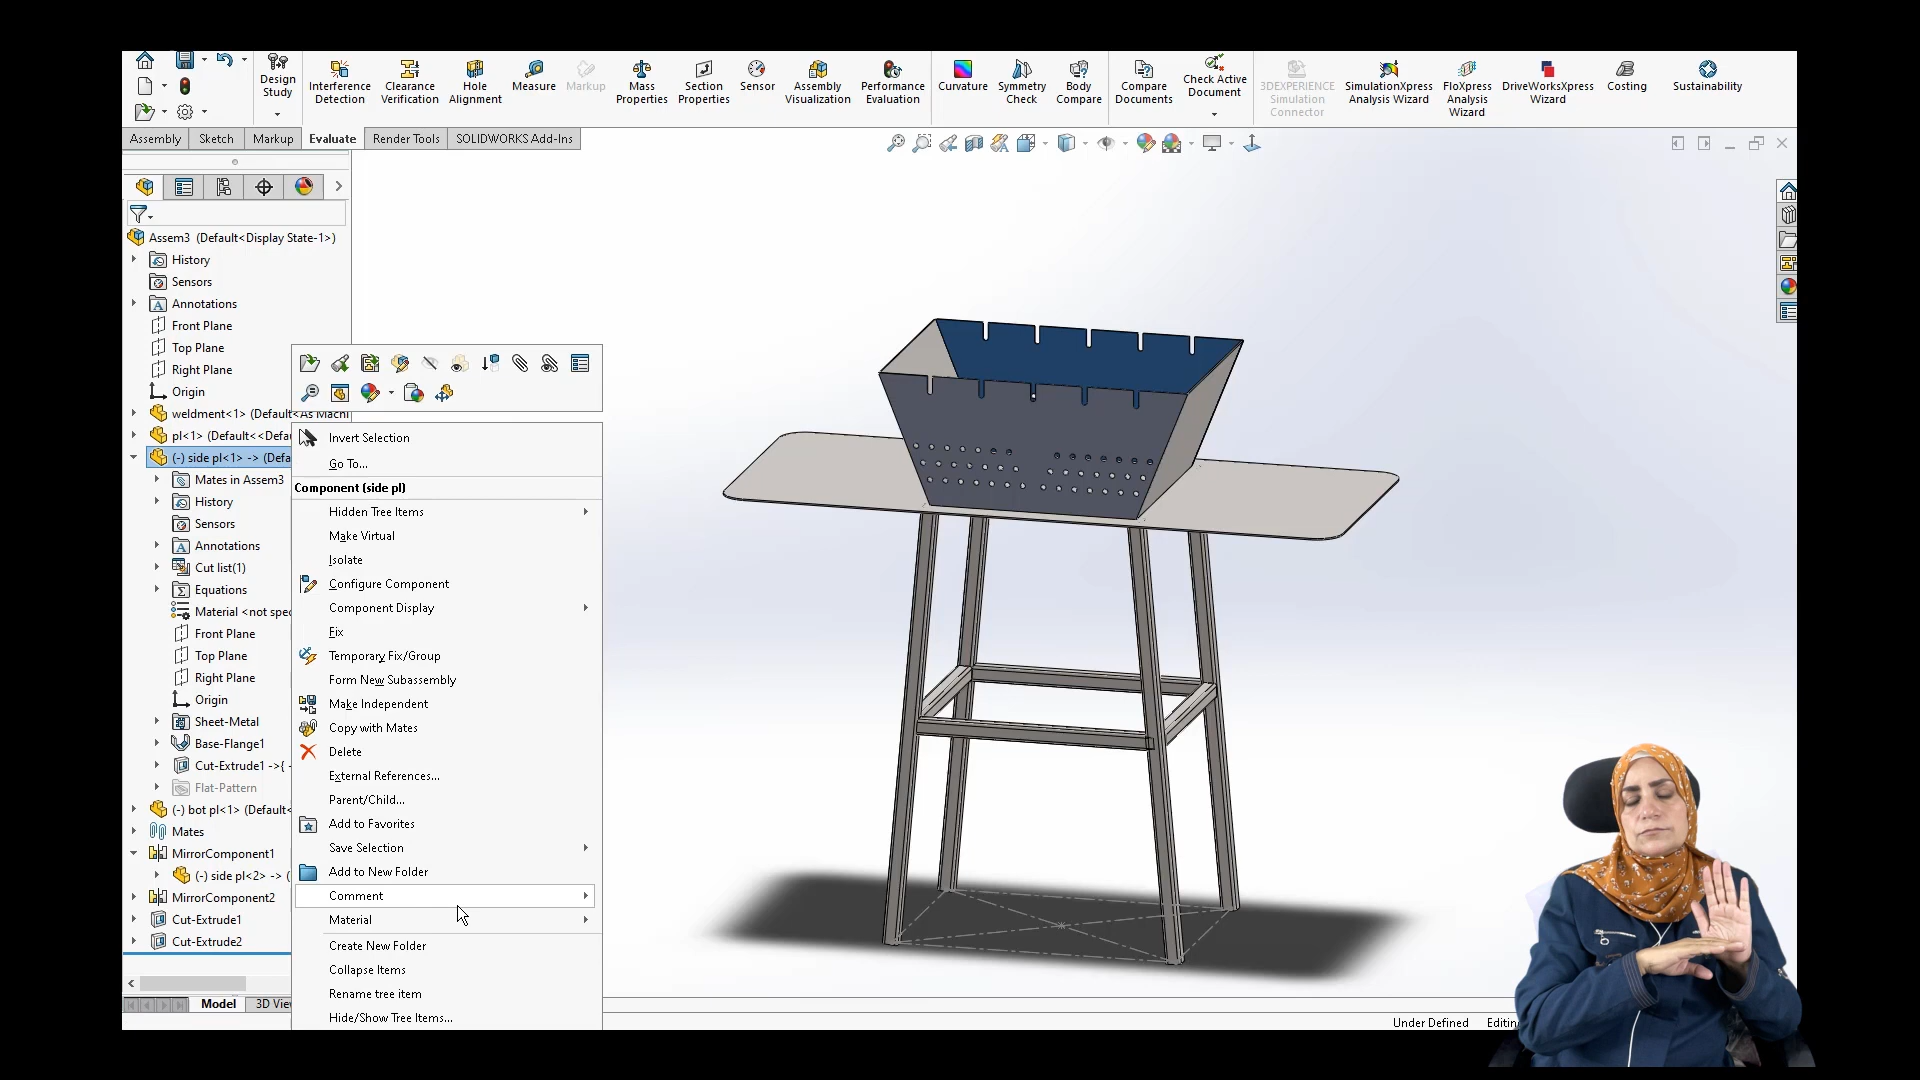 Design Study
Interference Detection
Clearance Verification
Hole Alignment
Measure
Markup
Mass Properties
Section Properties
Sensor
Assembly Visualization
Performance Evaluation
Curvature
Symmetry Check
Body Compare
Compare Documents
Check Active Document
3DEXPERIENCE Simulation Connector
SimulationXpress Analysis Wizard
FloXpress Analysis Wizard
DriveWorksXpress Wizard
Costing
Sustainability
Assembly
Sketch
Markup
Evaluate
Render Tools
SOLIDWORKS Add-Ins
Assem3 (Default<Display State-1>)
History
Sensors
Annotations
Front Plane
Top Plane
Right Plane
Origin
weldment<1> (Default<As Machi
pl<1> (Default<<Defau
(-) side pl<1> -> (Defa
Mates in Assem3
History
Sensors
Annotations
Cut list(1)
Equations
Material <not spec
Front Plane
Top Plane
Right Plane
Origin
Sheet-Metal
Base-Flange1
Cut-Extrude1 ->{ -
Flat-Pattern
(-) bot pl<1> (Default<
Mates
MirrorComponent1
(-) side pl<2> -> (
MirrorComponent2
Cut-Extrude1
Cut-Extrude2
Invert Selection
Go To...
Component (side pl)
Hidden Tree Items
Make Virtual
Isolate
Configure Component
Component Display
Fix
Temporary Fix/Group
Form New Subassembly
Make Independent
Copy with Mates
Delete
External References...
Parent/Child...
Add to Favorites
Save Selection
Add to New Folder
Comment
Material
Create New Folder
Collapse Items
Rename tree item
Hide/Show Tree Items...
Model
3D Vie
Under Defined
Editin